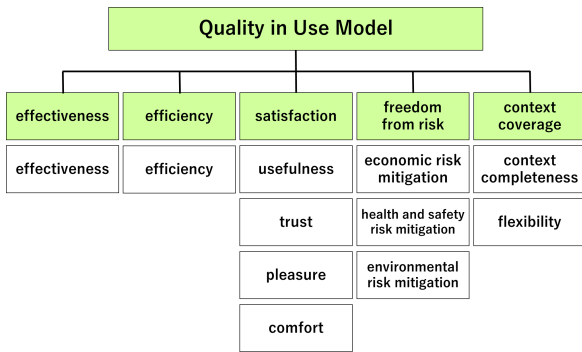 Quality in Use Model
effectiveness
efficiency
satisfaction
freedom
from risk
context
coverage
effectiveness
efficiency
usefulness
economic risk
mitigation
context
completeness
trust
health and safety
risk mitigation
flexibility
pleasure
environmental
risk mitigation
comfort